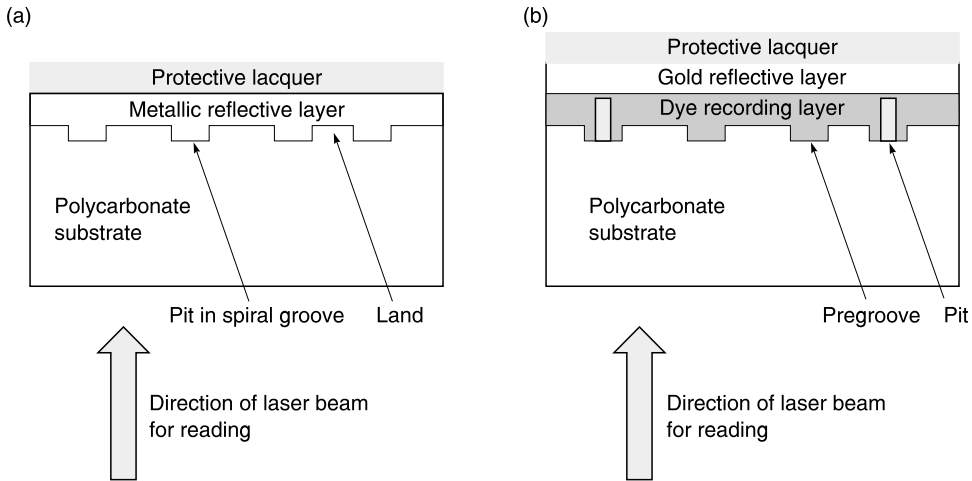 (a)
Protective lacquer
Metallic reflective layer
Polycarbonate
substrate
Pit in spiral groove
Land
Direction of laser beam
for reading
(b)
Protective lacquer
Gold reflective layer
Dye recording layer
Polycarbonate
substrate
Pregroove
Pit
Direction of laser beam
for reading